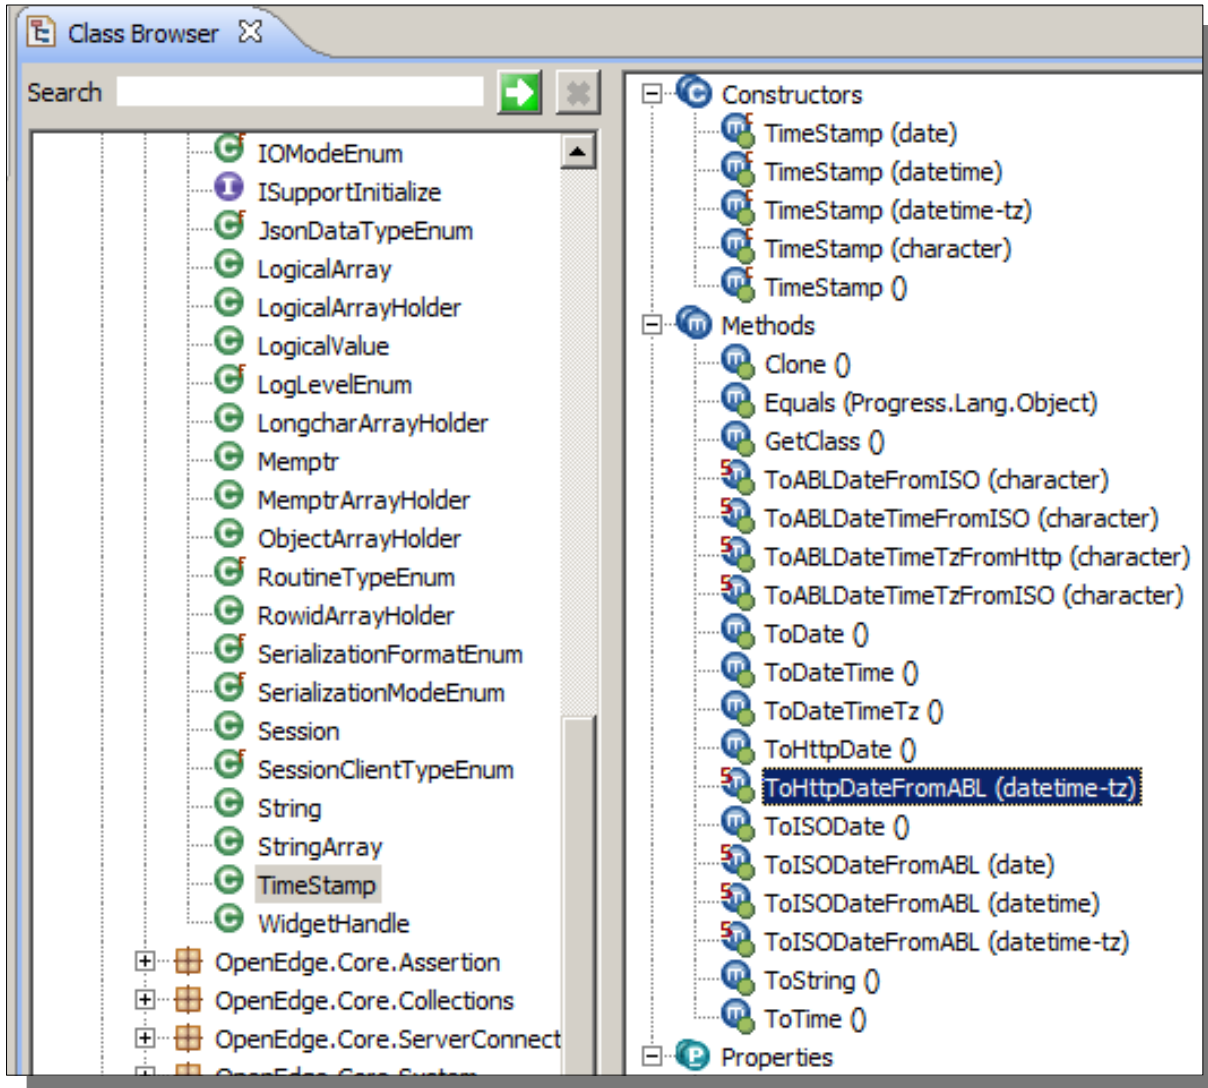 Class Browser
Search
IOModeEnum
ISupportInitialize
JsonDataTypeEnum
LogicalArray
LogicalArrayHolder
LogicalValue
LogLevelEnum
LongcharArrayHolder
Memptr
MemptrArrayHolder
ObjectArrayHolder
RoutineTypeEnum
RowidArrayHolder
SerializationFormatEnum
SerializationModeEnum
Session
SessionClientTypeEnum
String
StringArray
TimeStamp
WidgetHandle
OpenEdge.Core.Assertion
OpenEdge.Core.Collections
OpenEdge.Core.ServerConnect
OpenEdge.Core.System
Constructors
TimeStamp (date)
TimeStamp (datetime)
TimeStamp (datetime-tz)
TimeStamp (character)
TimeStamp ()
Methods
Clone ()
Equals (Progress.Lang.Object)
GetClass ()
ToABLDateFromISO (character)
ToABLDateTimeFromISO (character)
ToABLDateTimeTzFromHttp (character)
ToABLDateTimeTzFromISO (character)
ToDate ()
ToDateTime ()
ToDateTimeTz ()
ToHttpDate ()
ToHttpDateFromABL (datetime-tz)
ToISODate ()
ToISODateFromABL (date)
ToISODateFromABL (datetime)
ToISODateFromABL (datetime-tz)
ToString ()
ToTime ()
Properties